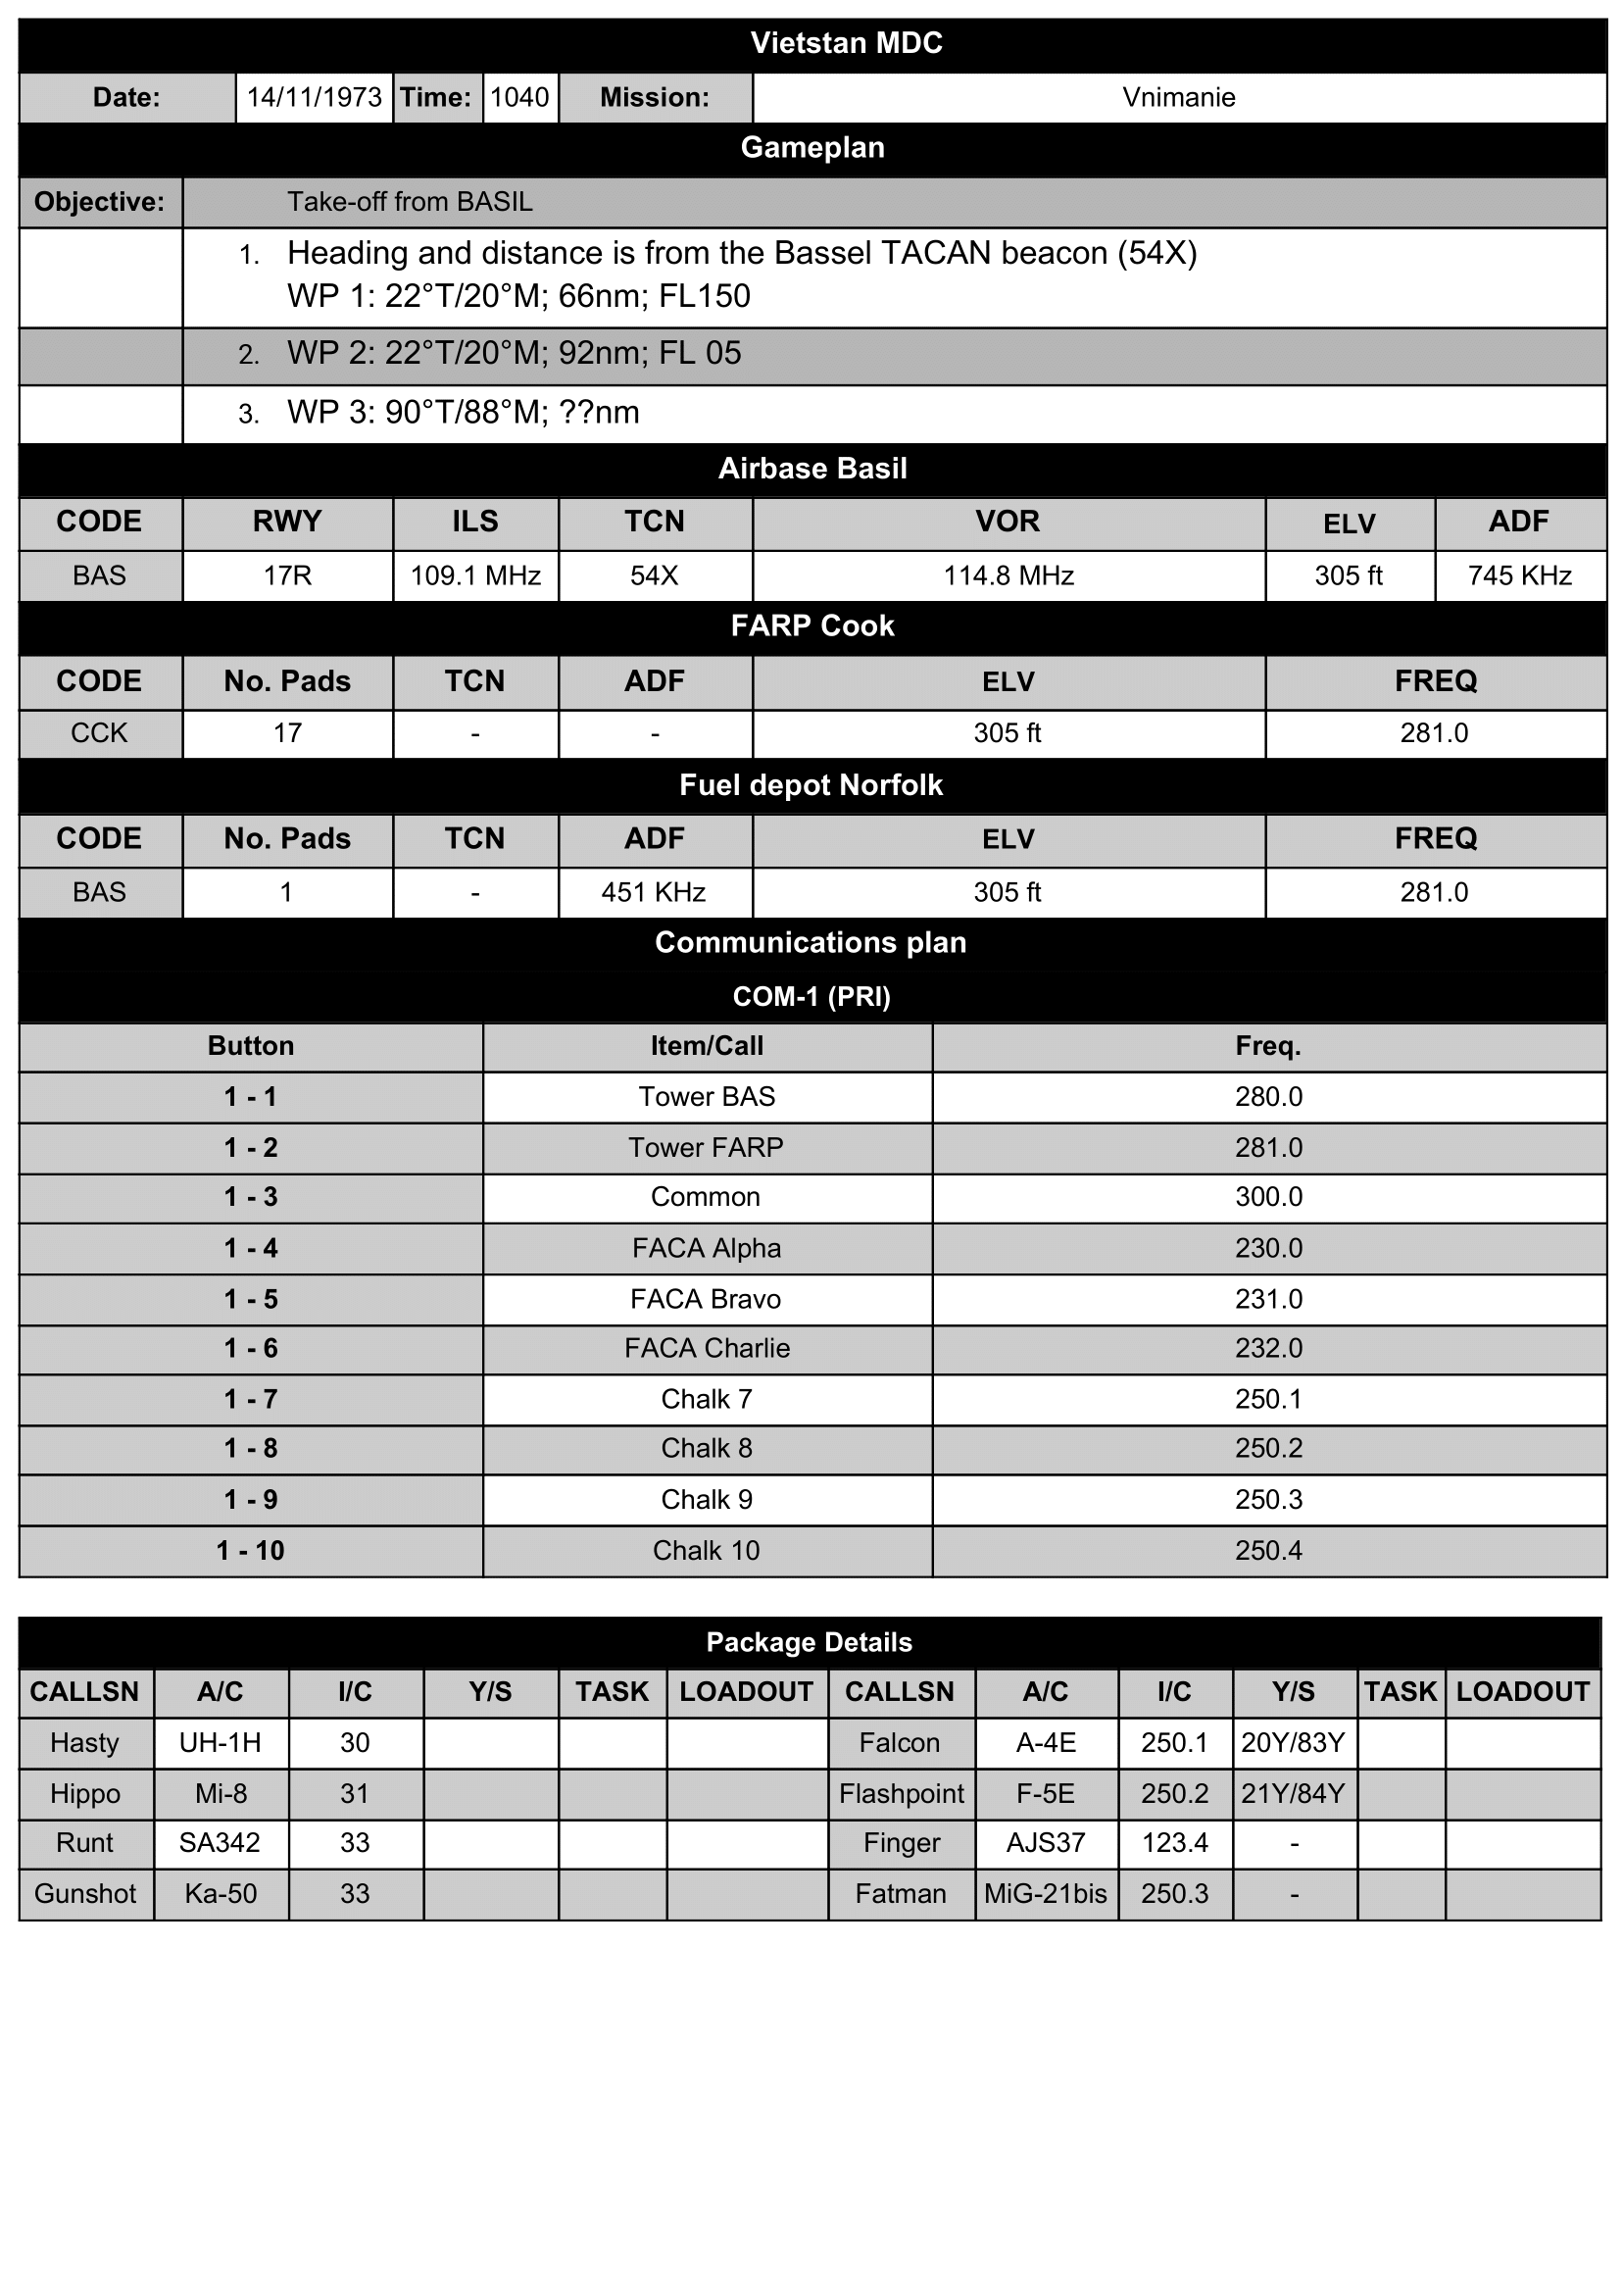 Vietstan MDC
Date: 14/11/1973 Time: 1040 Mission: Vnimanie
Gameplan
Objective: Take-off from BASIL
1. Heading and distance is from the Bassel TACAN beacon (54X)
WP 1: 22°T/20°M; 66nm; FL150
2. WP 2: 22°T/20°M; 92nm; FL 05
3. WP 3: 90°T/88°M; ??nm
Airbase Basil
CODE RWY ILS TCN VOR ELV ADF
BAS 17R 109.1 MHz 54X 114.8 MHz 305 ft 745 KHz
FARP Cook
CODE No. Pads TCN ADF ELV FREQ
CCK 17 - - 305 ft 281.0
Fuel depot Norfolk
CODE No. Pads TCN ADF ELV FREQ
BAS 1 - 451 KHz 305 ft 281.0
Communications plan
COM-1 (PRI)
Button Item/Call Freq.
1 - 1 Tower BAS 280.0
1 - 2 Tower FARP 281.0
1 - 3 Common 300.0
1 - 4 FACA Alpha 230.0
1 - 5 FACA Bravo 231.0
1 - 6 FACA Charlie 232.0
1 - 7 Chalk 7 250.1
1 - 8 Chalk 8 250.2
1 - 9 Chalk 9 250.3
1 - 10 Chalk 10 250.4
Package Details
CALLSN A/C I/C Y/S TASK LOADOUT CALLSN A/C I/C Y/S TASK LOADOUT
Hasty UH-1H 30 Falcon A-4E 250.1 20Y/83Y
Hippo Mi-8 31 Flashpoint F-5E 250.2 21Y/84Y
Runt SA342 33 Finger AJS37 123.4 -
Gunshot Ka-50 33 Fatman MiG-21bis 250.3 -